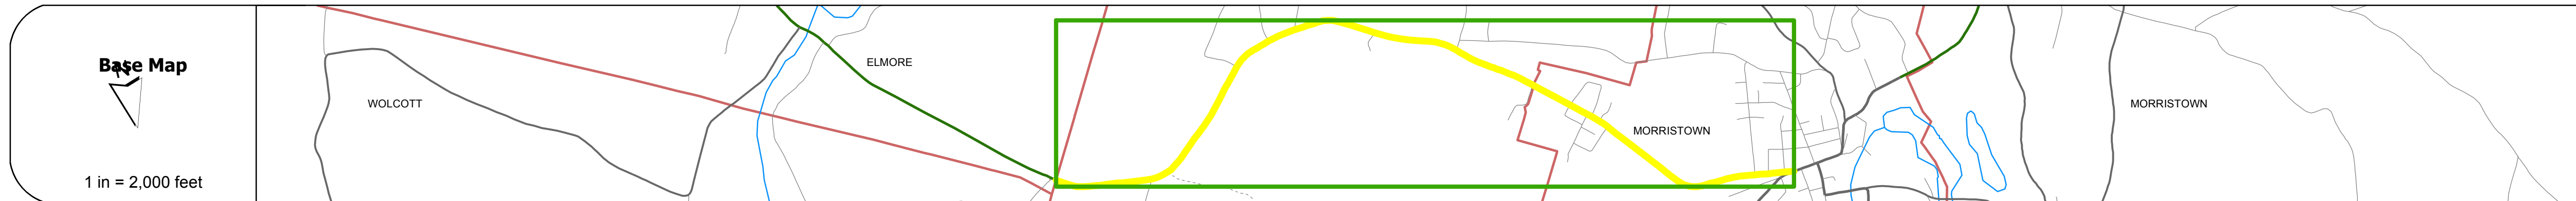 Base Map
N
1 in = 2,000 feet
WOLCOTT
ELMORE
MORRISTOWN
MORRISTOWN